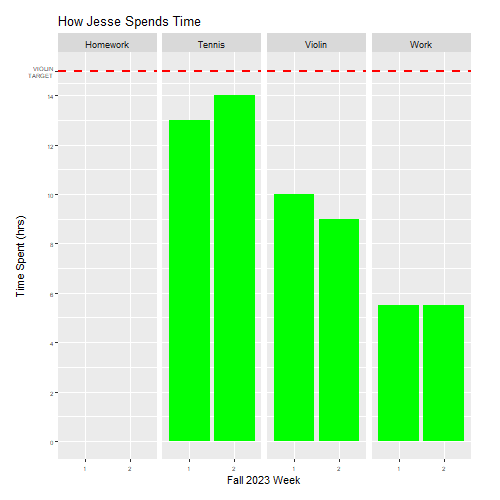 How Jesse Spends Time
Homework Tennis Violin Work
VIOLIN
TARGET
14
12
10
8
6
4
2
0
Time Spent (hrs)
1 2 1 2 1 2 1 2
Fall 2023 Week